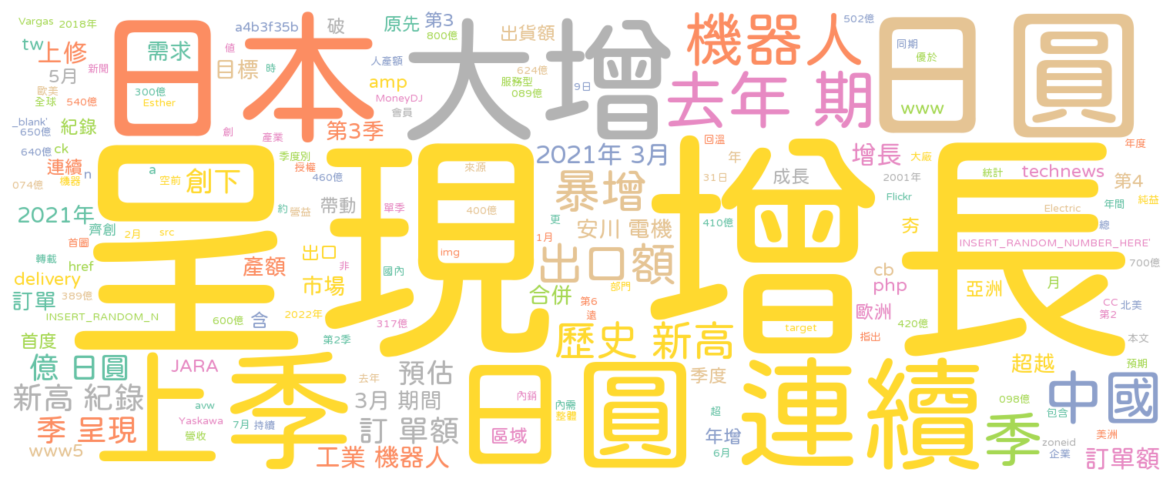 Vargas 2018年 日本 大增 機器人 日 圓
tw 上修 需求 a4b3f35b 破 原先 第3 出貨額 502億
5月 新聞 值 時 目標 人產額 800億 同期 優於
歐美 300億 amp 624億 服務型 089億 9日 去年 期
全球 540億 Esther MoneyDJ 會員 www
_blank' 650億 紀錄 創 產業 第3季
640億 ck 連續 季度別 授權 來源 2021年 3月 回溫 增長 大廠 年度
呈現增長
074億 機器 n a 空前 創下 460億 暴增 31日 年 成長 2001年 統計 technews 第4
2021年 齊創 約 營益 帶動 單季 400億 安川 電機 更 410億 Flickr Electric 年間 純益
首圖 2月 src 1月 夯 總
轉載 href 產額 出口 非 國內 img 出口額 INSERT_RANDOM_NUMBER_HERE'
delivery 市場 部門 cb php 亞洲 月 700億
訂單 389億 合併 第6 遠 歐洲 CC 北美
INSERT_RANDOM_N 600億 含 2022年 317億 target 420億 第2
首度 第2季 歷史 新高 指出 本文
億 日圓 JARA 去年 預估 季度 超越 預期
上季 日圓 連續
新高 紀錄 avw 3月 期間 內銷 內需 整體 季 中國
季 呈現 Yaskawa 7月 持續 訂 單額 區域 超 年增 098億 包含 美洲
www5 營收 工業 機器人 6月 zoneid 企業 訂單額